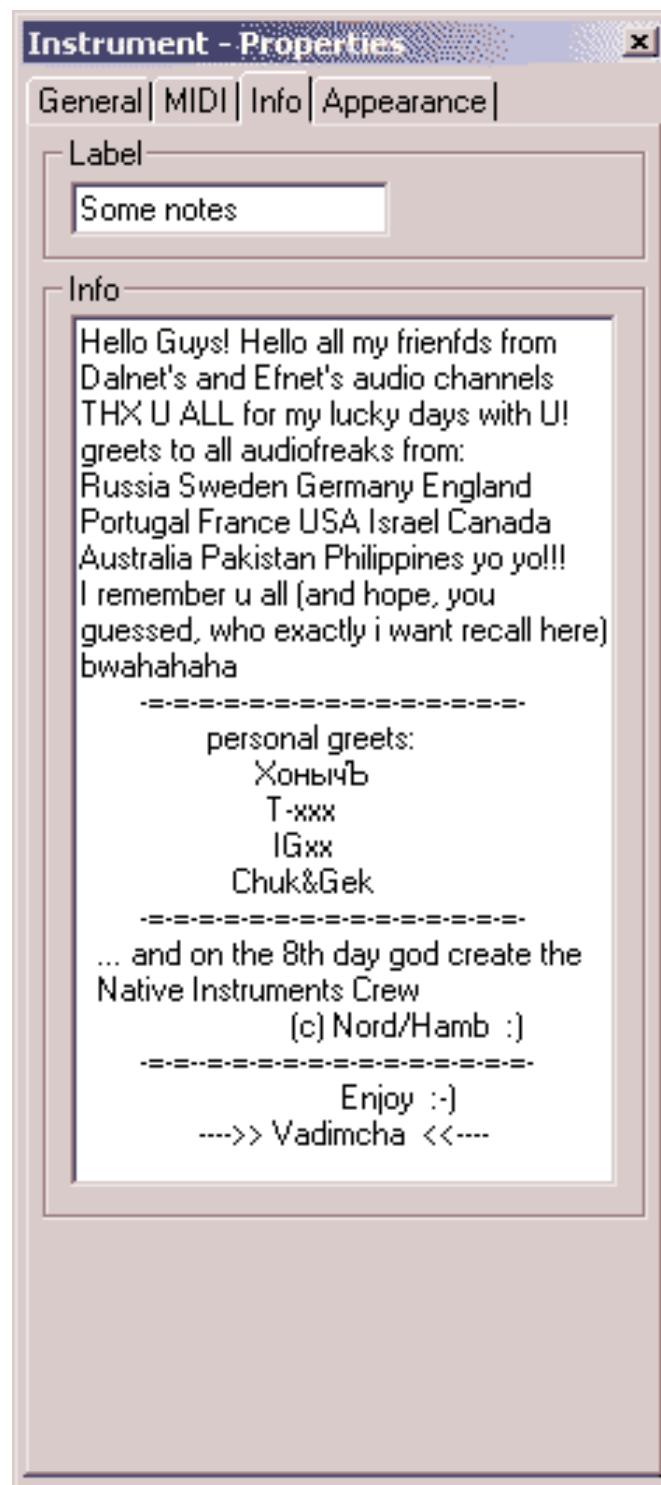 Instrument - Properties
General MIDI Info Appearance
Label
Some notes
Info
Hello Guys! Hello all my frienfds from
Dalnet's and Efnet's audio channels
THX U ALL for my lucky days with U!
greets to all audiofreaks from:
Russia Sweden Germany England
Portugal France USA Israel Canada
Australia Pakistan Philippines yo yo!!!
I remember u all (and hope, you
guessed, who exactly i want recall here)
bwahahaha
-=-=-=-=-=-=-=-=-=-=-=-=-=-=-=-
personal greets:
ХонычЪ
T-xxx
IGxx
Chuk&Gek
-=-=-=-=-=-=-=-=-=-=-=-=-=-=-=-
... and on the 8th day god create the
Native Instruments Crew
(c) Nord/Hamb :)
-=-=--=-=-=-=-=-=-=-=-=-=-=-=-=-
Enjoy :-)
---->> Vadimcha <<----